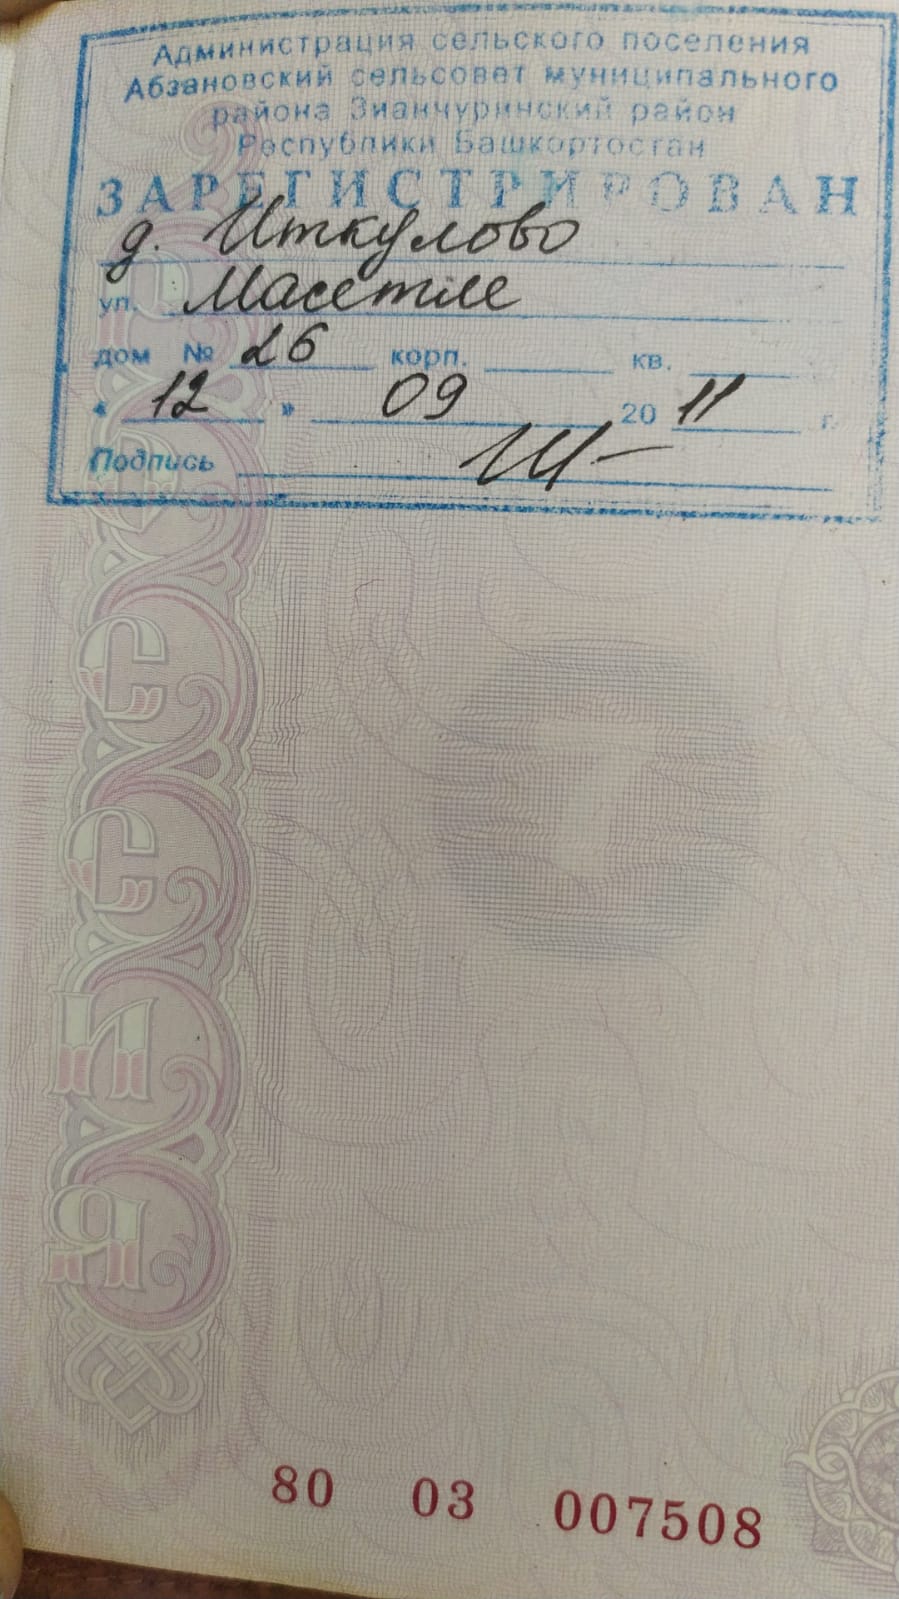 Администрация сельского поселения
Абзановский сельсовет муниципального
района Зианчуринский район
Республики Башкортостан
ЗАРЕГИСТРИРОВАН
д. Иткулово
ул. Масетле
дом № 26 корп. кв.
« 12 » 09 20 11 г.
Подпись
РОССИЯ
80 03 007508